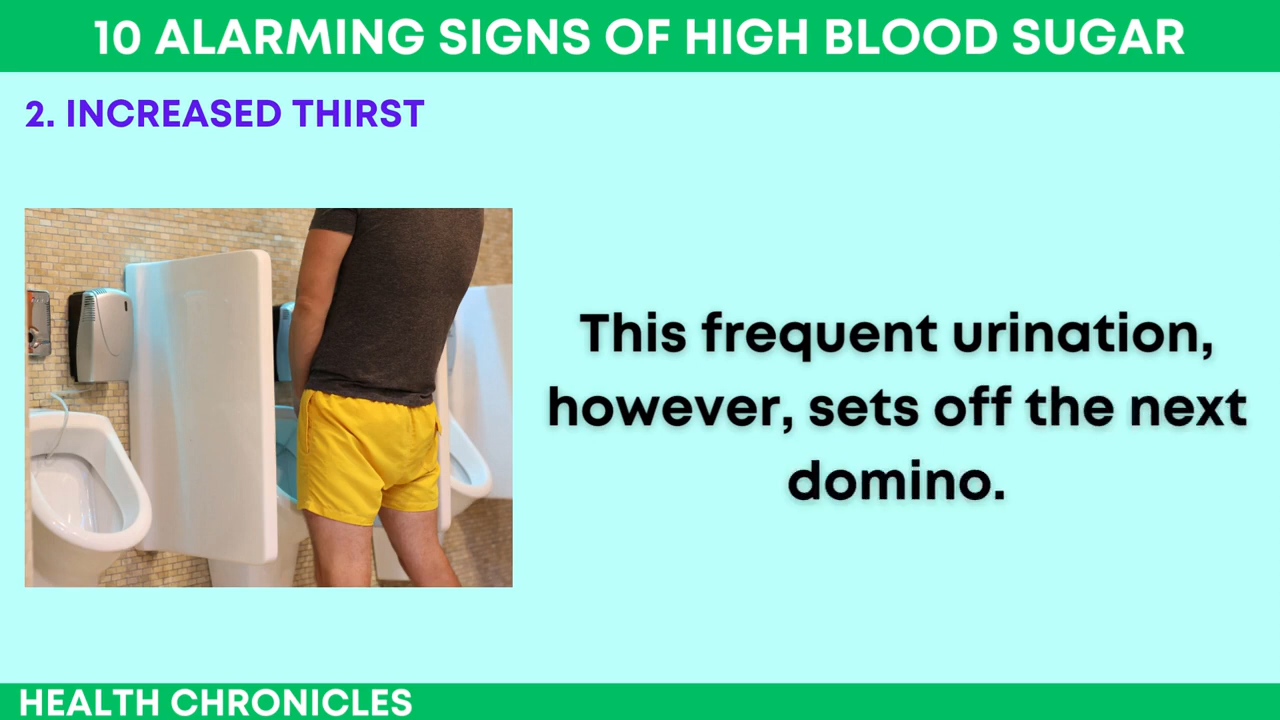 10 ALARMING SIGNS OF HIGH BLOOD SUGAR
2. INCREASED THIRST
This frequent urination,
however, sets off the next
domino.
HEALTH CHRONICLES